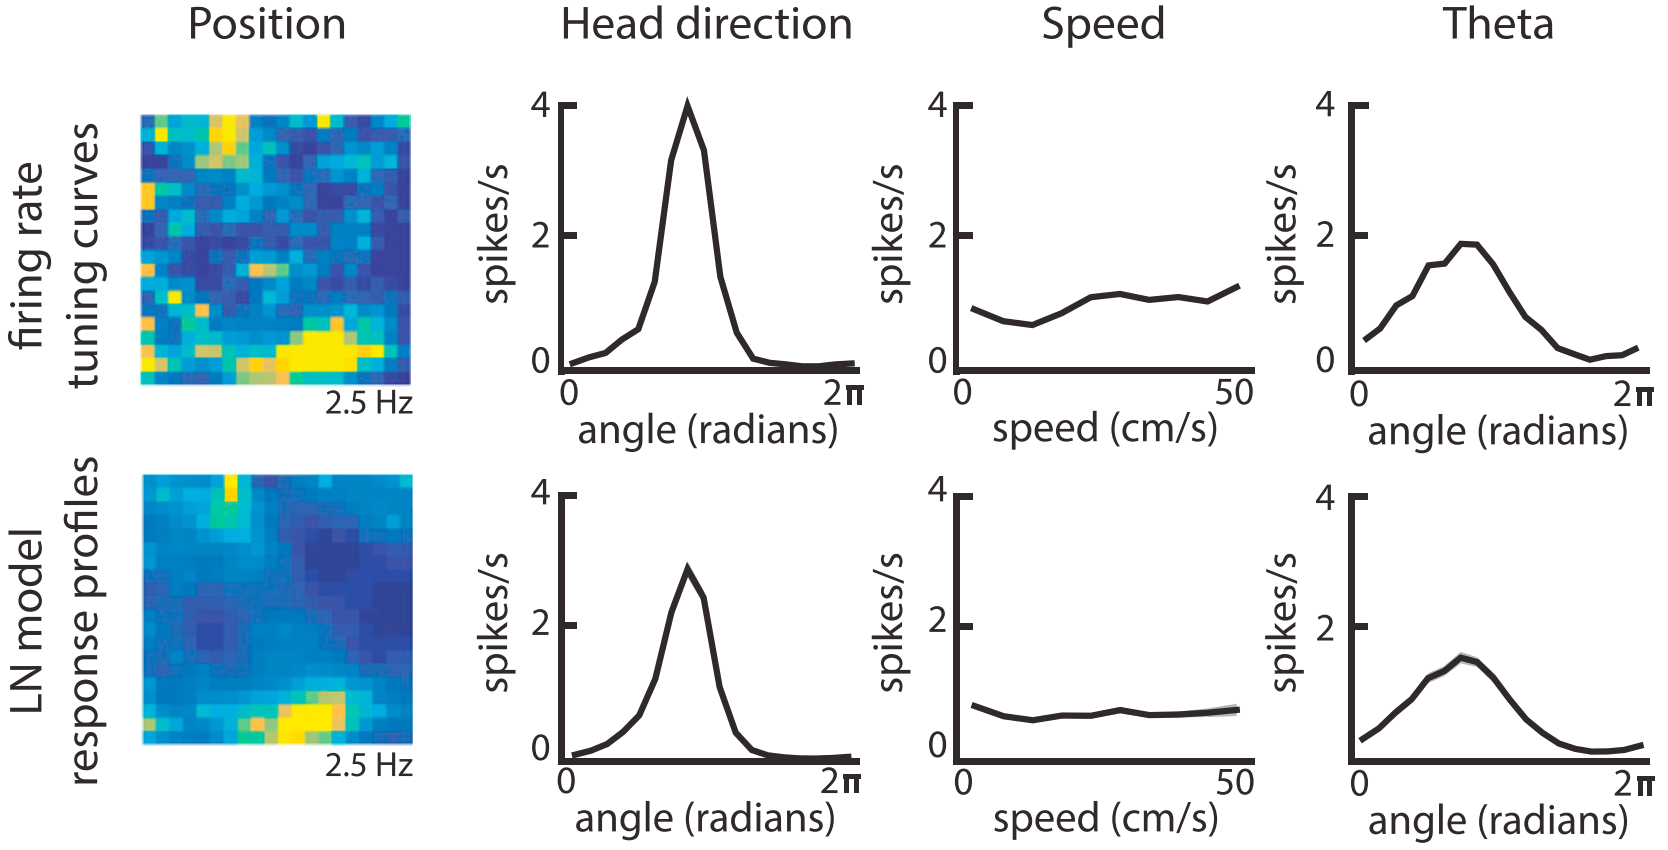 Position
Head direction
Speed
Theta
firing rate
tuning curves
2.5 Hz
4
2
0
spikes/s
0
2π
angle (radians)
4
2
0
spikes/s
0
50
speed (cm/s)
4
2
0
spikes/s
0
2π
angle (radians)
LN model
response profiles
2.5 Hz
4
2
0
spikes/s
0
2π
angle (radians)
4
2
0
spikes/s
0
50
speed (cm/s)
4
2
spikes/s
0
2π
angle (radians)